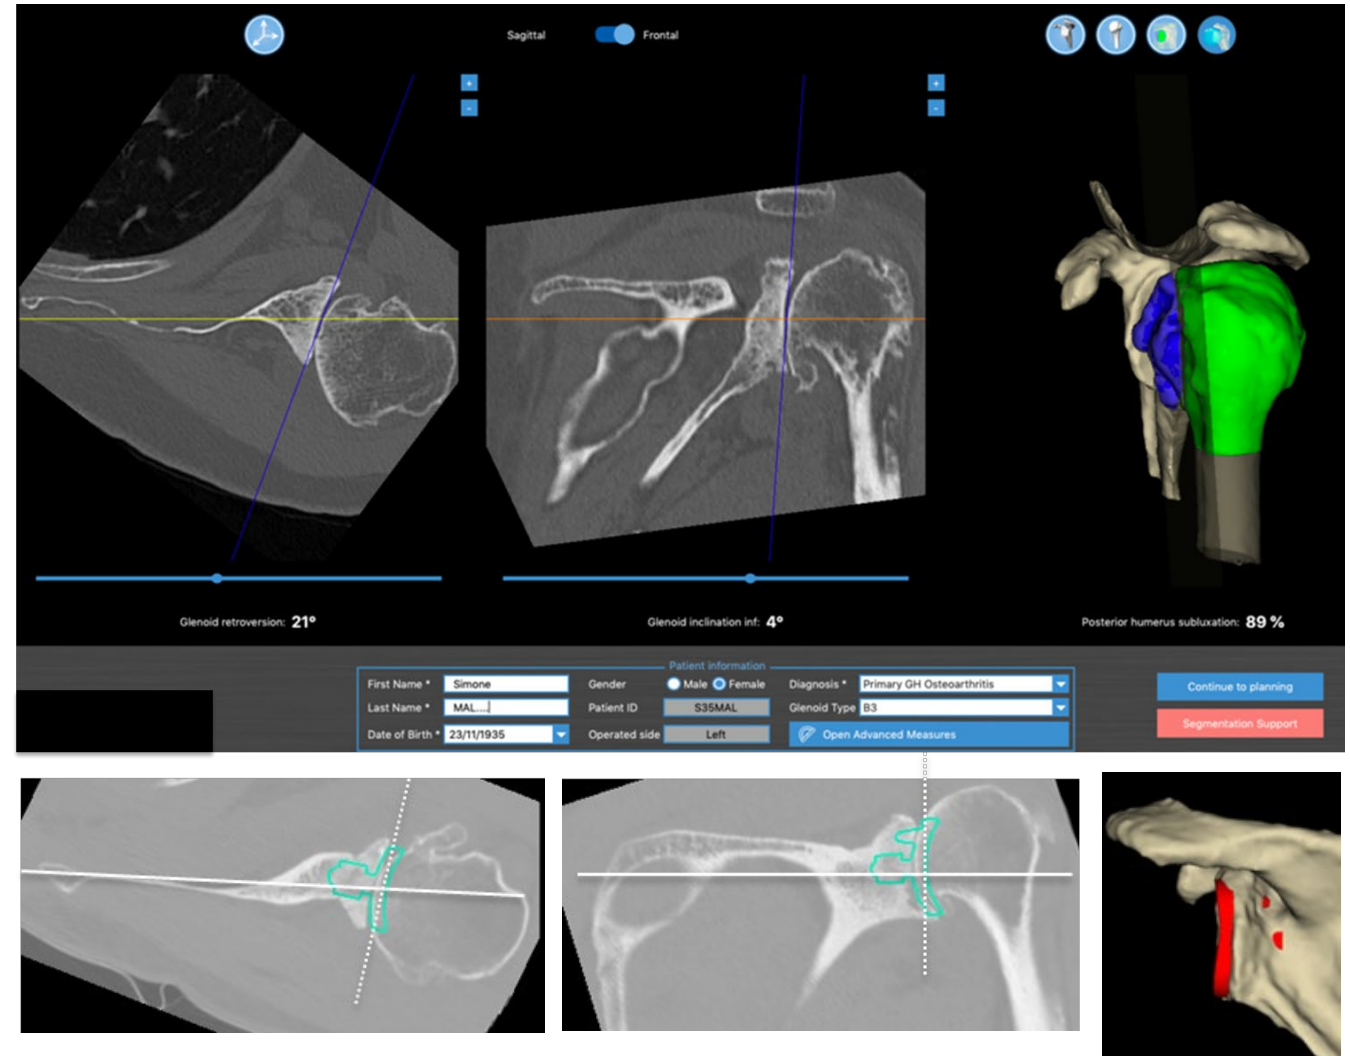 Sagittal Frontal
+ +
- -
Glenoid retroversion: 21° Glenoid inclination inf: 4° Posterior humerus subluxation: 89 %
Patient information
First Name * Simone Gender Male Female Diagnosis * Primary GH Osteoarthritis Continue to planning
Last Name * MAL.... Patient ID S35MAL Glenoid Type B3
Segmentation Support
Date of Birth * 23/11/1935 Operated side Left Open Advanced Measures